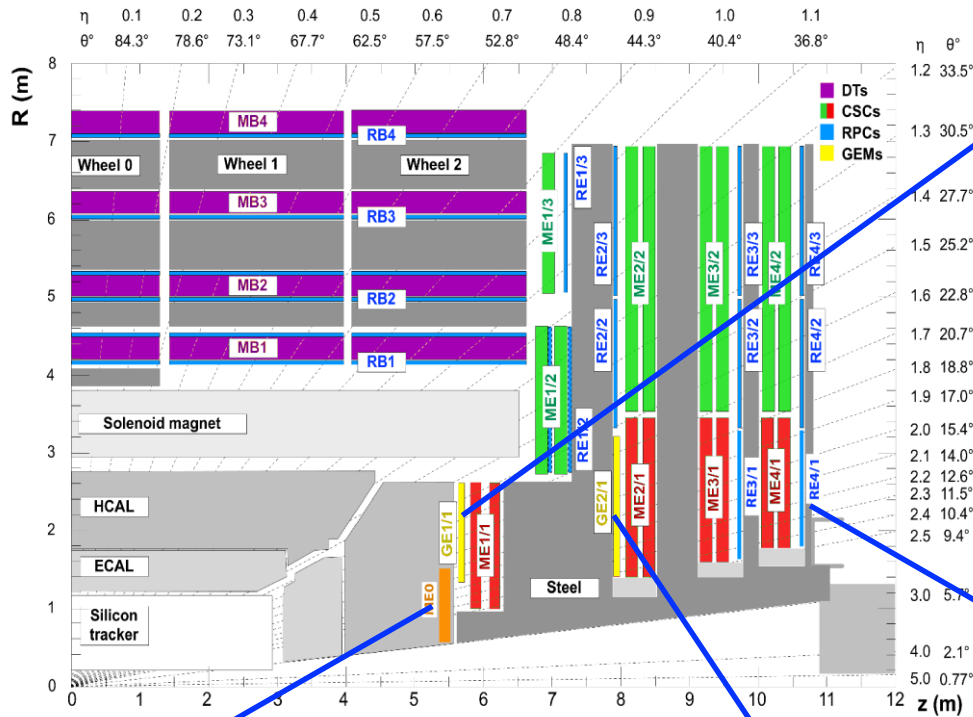 η 0.1 0.2 0.3 0.4 0.5 0.6 0.7 0.8 0.9 1.0 1.1
θ° 84.3° 78.6° 73.1° 67.7° 62.5° 57.5° 52.8° 48.4° 44.3° 40.4° 36.8° η θ°
R (m)
8
7
6
5
4
3
2
1
0
1.2 33.5°
1.3 30.5°
1.4 27.7°
1.5 25.2°
1.6 22.8°
1.7 20.7°
1.8 18.8°
1.9 17.0°
2.0 15.4°
2.1 14.0°
2.2 12.6°
2.3 11.5°
2.4 10.4°
2.5 9.4°
3.0 5.7°
4.0 2.1°
5.0 0.77°
DTs
CSCs
RPCs
GEMs
MB4
RB4
Wheel 0 Wheel 1 Wheel 2
MB3
RB3
MB2
RB2
MB1
RB1
Solenoid magnet
HCAL
ECAL
Silicon
tracker
Steel
ME0
GE1/1
ME1/1
ME1/2
ME1/3
RE1/3
RE1/2
RE2/3
RE2/2
GE2/1
ME2/2
ME2/1
ME3/2
ME3/1
RE3/3
RE3/2
RE3/1
ME4/2
ME4/1
RE4/3
RE4/2
RE4/1
0 1 2 3 4 5 6 7 8 9 10 11 12
z (m)